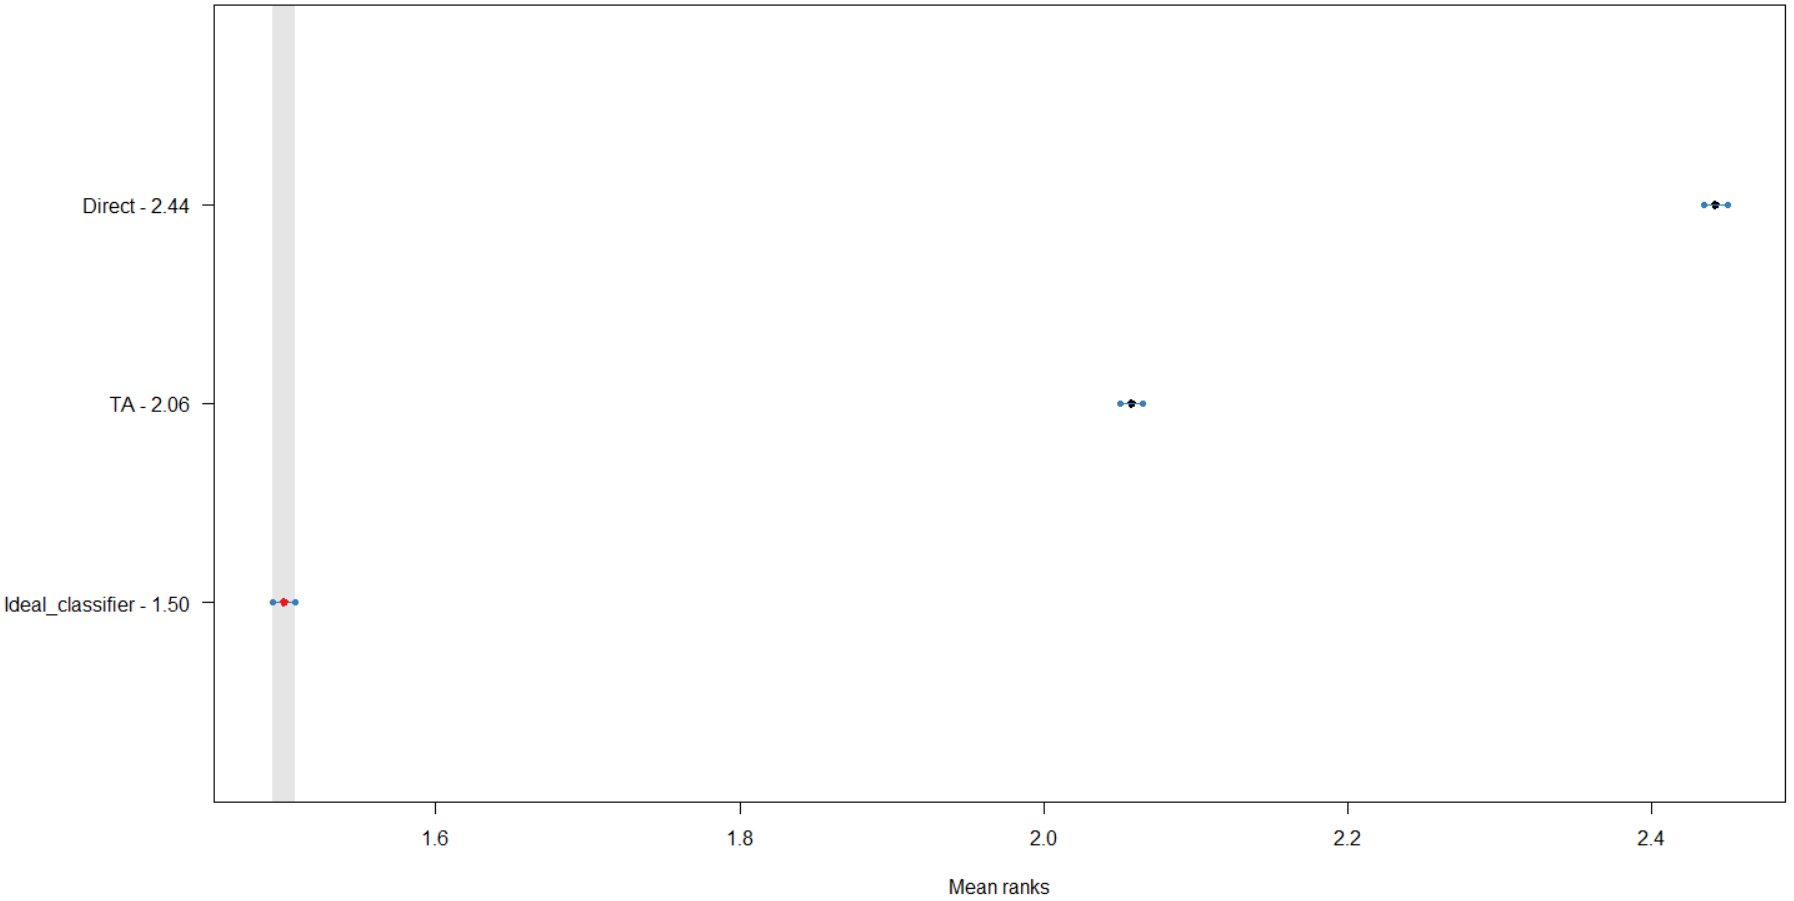 Direct - 2.44
TA - 2.06
Ideal_classifier - 1.50
1.6 1.8 2.0 2.2 2.4
Mean ranks